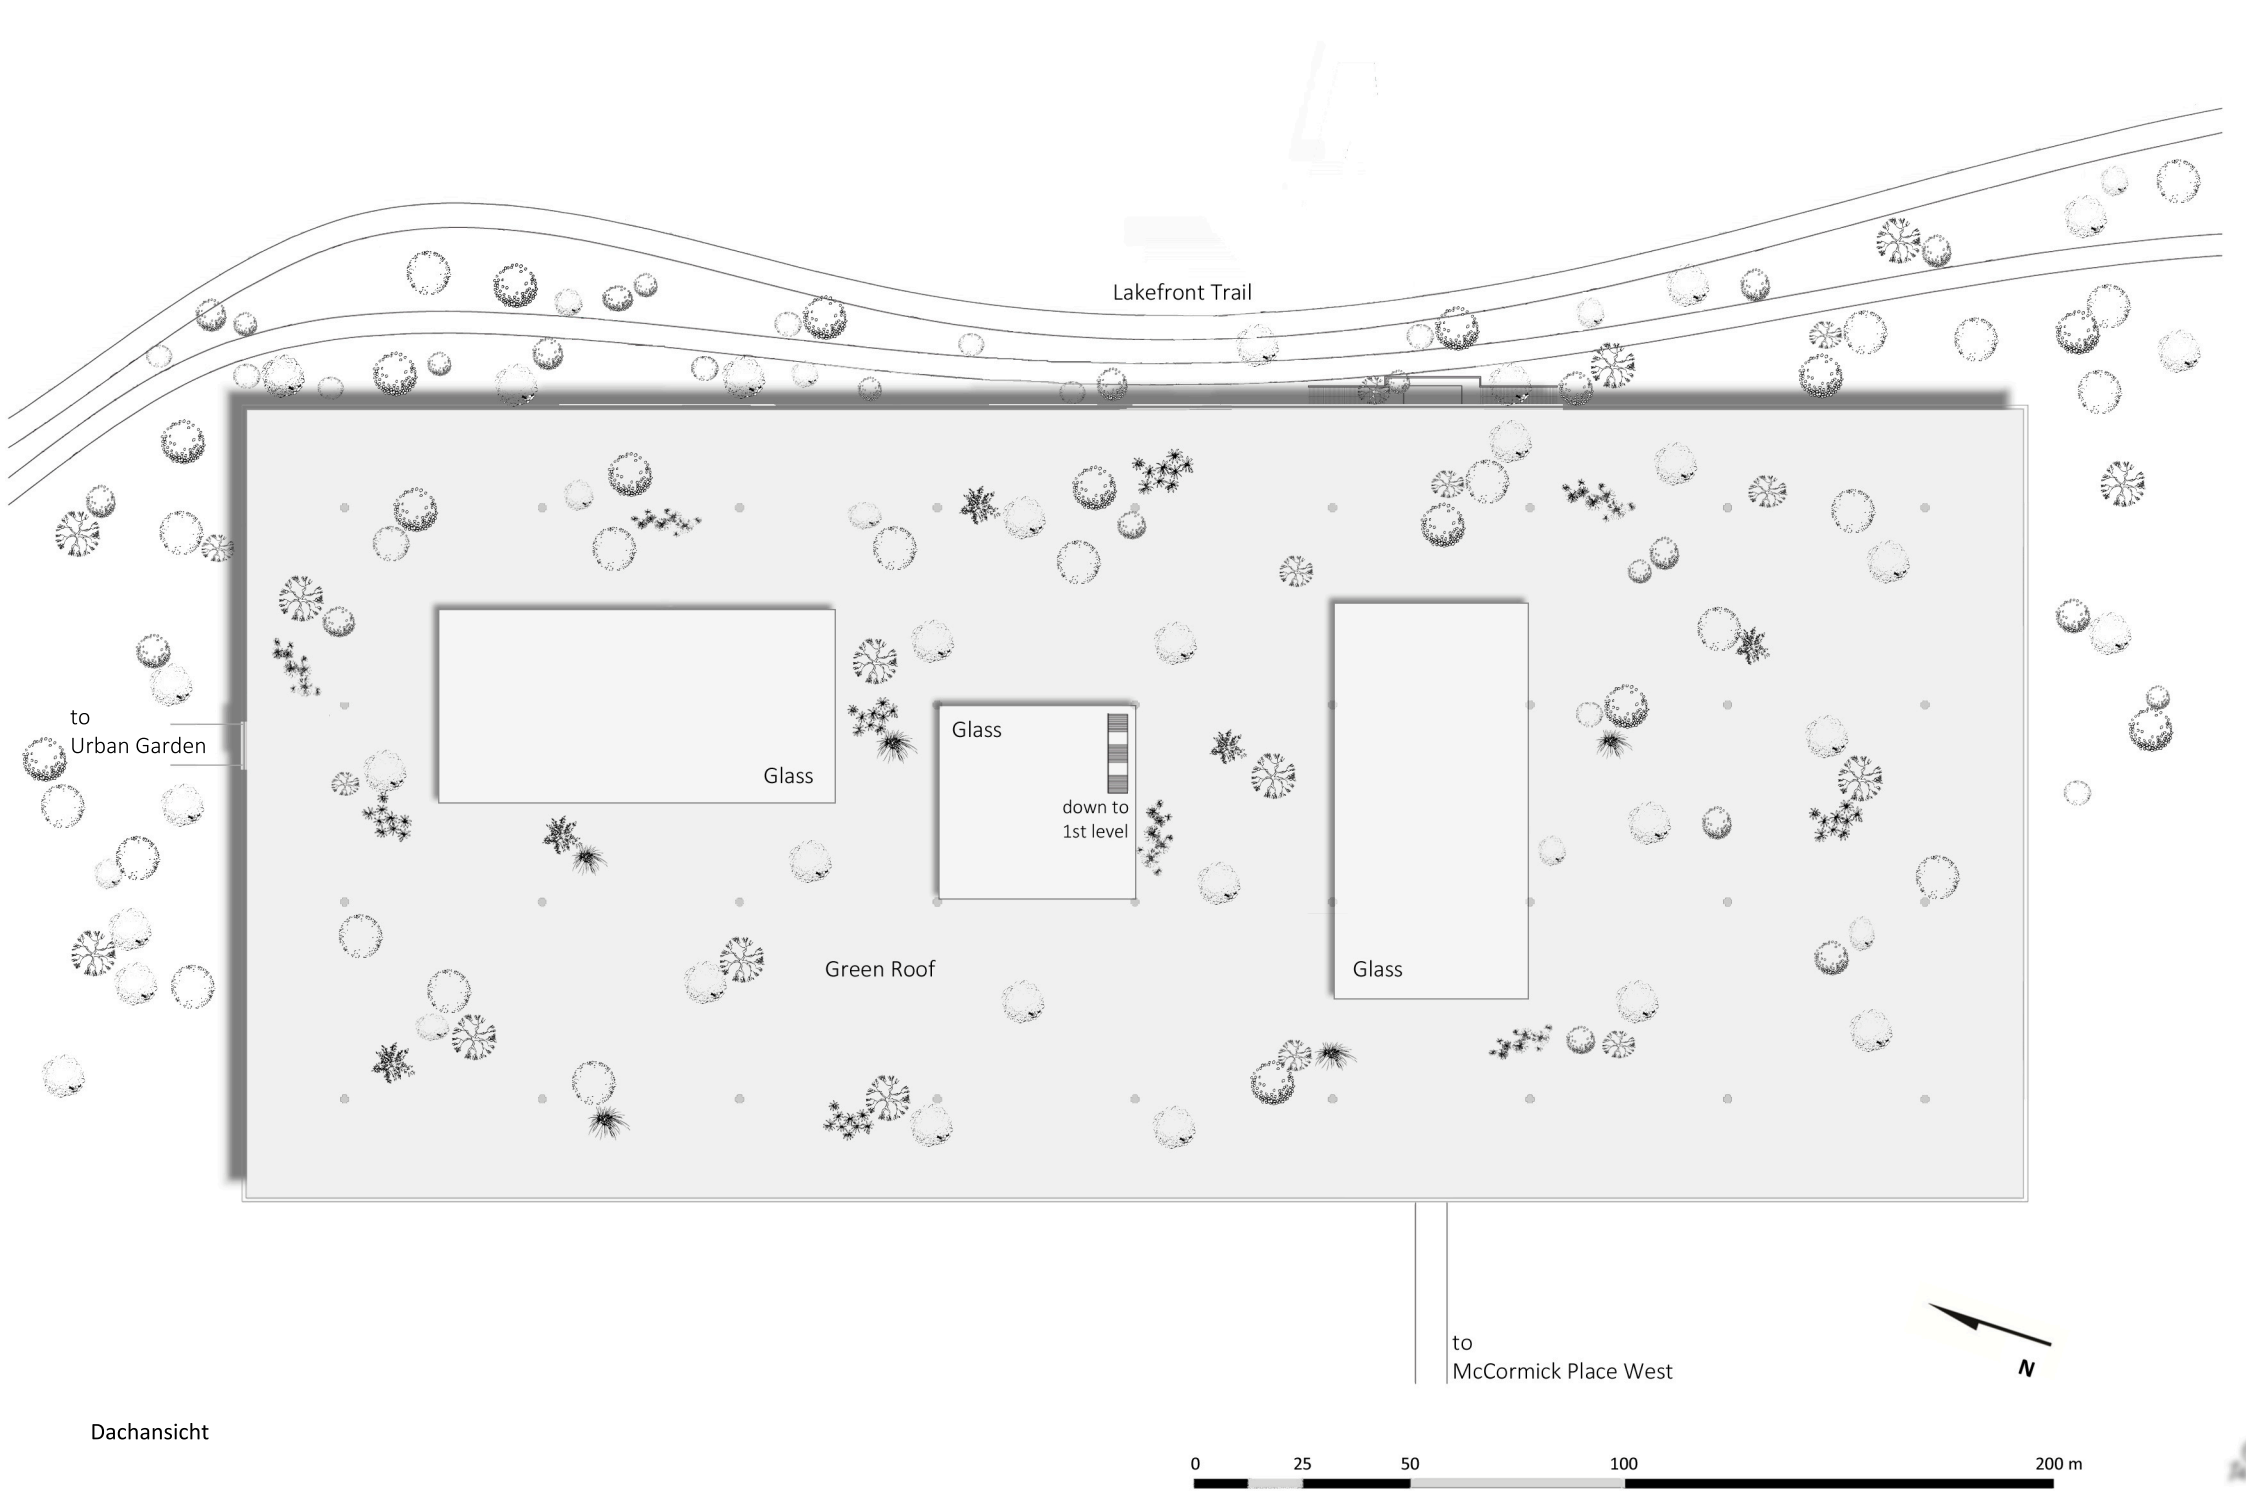 Lakefront Trail
to
Urban Garden
Glass
Glass
down to
1st level
Green Roof
Glass
to
McCormick Place West
N
Dachansicht
0 25 50 100 200 m